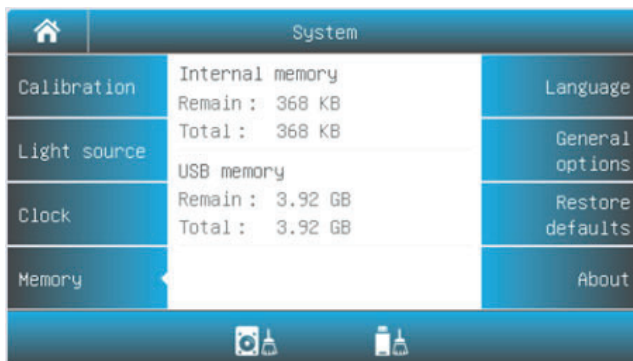 System
Calibration
Light source
Clock
Memory
Internal memory
Remain : 368 KB
Total : 368 KB
USB memory
Remain : 3.92 GB
Total : 3.92 GB
Language
General
options
Restore
defaults
About